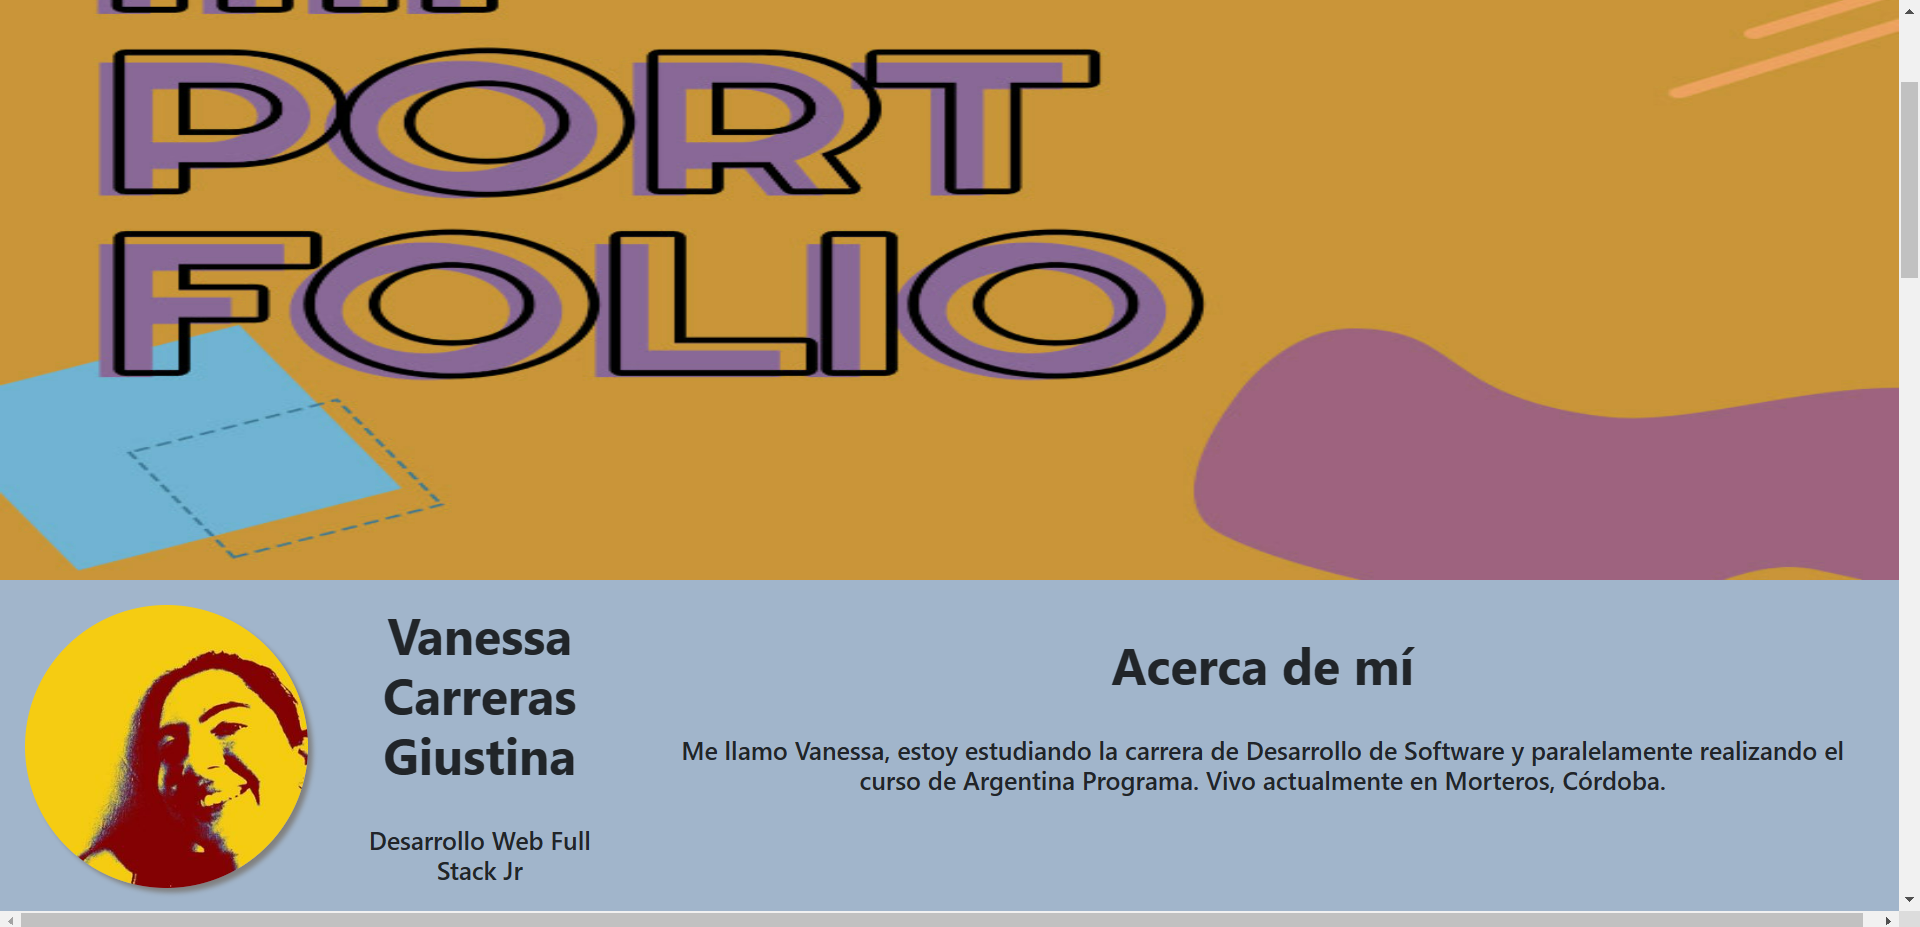 PORT
FOLIO
Vanessa
Carreras
Giustina
Desarrollo Web Full
Stack Jr
Acerca de mí
Me llamo Vanessa, estoy estudiando la carrera de Desarrollo de Software y paralelamente realizando el
curso de Argentina Programa. Vivo actualmente en Morteros, Córdoba.